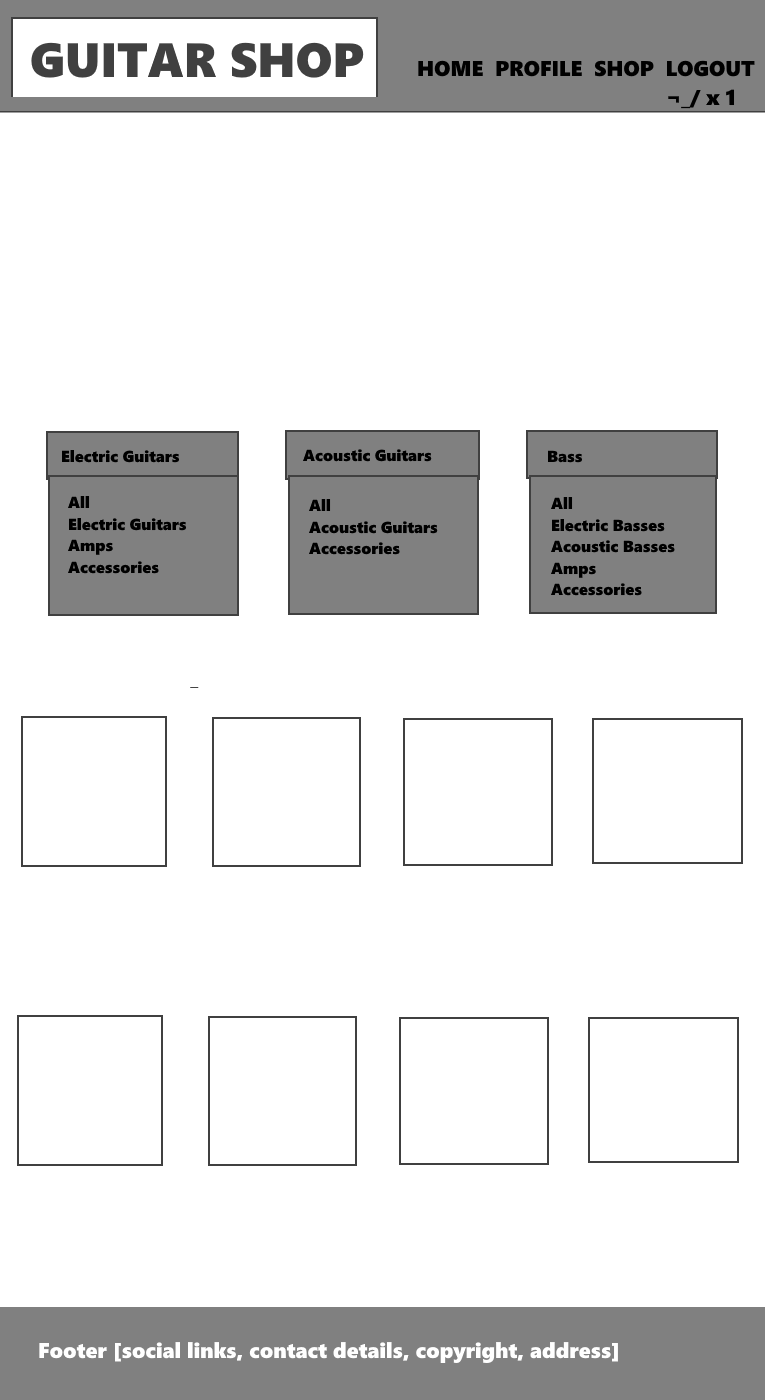 GUITAR SHOP
HOME PROFILE SHOP LOGOUT
¬_/ x 1
Electric Guitars
All
Electric Guitars
Amps
Accessories
Acoustic Guitars
All
Acoustic Guitars
Accessories
Bass
All
Electric Basses
Acoustic Basses
Amps
Accessories
_
Footer [social links, contact details, copyright, address]